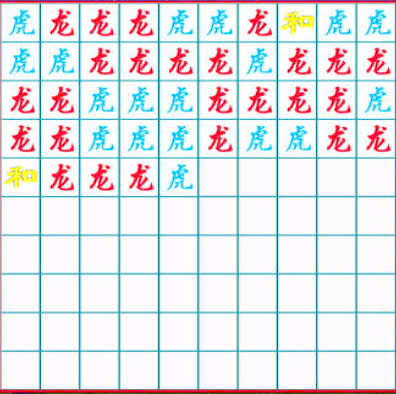 虎 龙 龙 龙 虎 虎 龙 和 虎 虎
虎 虎 龙 龙 龙 龙 虎 龙 龙 龙
龙 龙 虎 虎 虎 龙 龙 龙 龙 虎
龙 龙 虎 虎 虎 龙 虎 虎 龙 龙
和 龙 龙 龙 虎